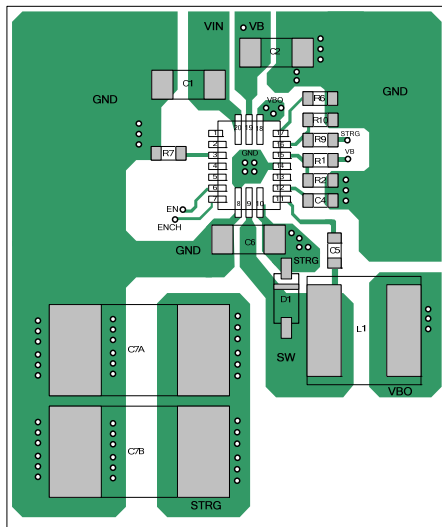 VIN VB
C2
C1
VBO
GND
GND
R6
R10
20 19 18
1 17
2 16
R9 STRG
R7
3 15
R1 VB
4 GND 14
5 13
R2
6 12
EN
7 11
C4
ENCH
8 9 10
GND
C6
C5
STRG
D1
L1
C7A
SW
VBO
C7B
STRG